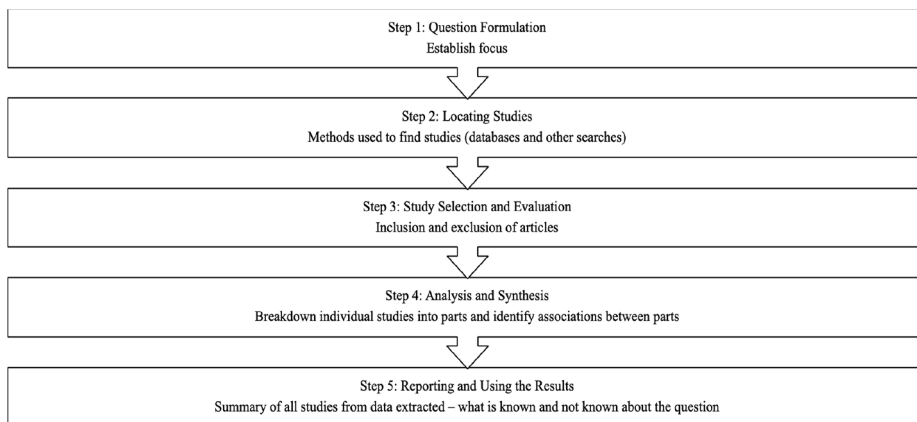 Step 1: Question Formulation
Establish focus
Step 2: Locating Studies
Methods used to find studies (databases and other searches)
Step 3: Study Selection and Evaluation
Inclusion and exclusion of articles
Step 4: Analysis and Synthesis
Breakdown individual studies into parts and identify associations between parts
Step 5: Reporting and Using the Results
Summary of all studies from data extracted – what is known and not known about the question